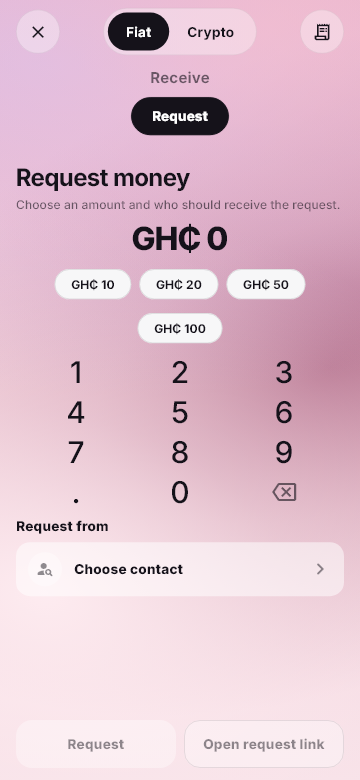 Fiat Crypto
Receive
Request
Request money
Choose an amount and who should receive the request.
GH₵ 0
GH₵ 10 GH₵ 20 GH₵ 50
GH₵ 100
1 2 3
4 5 6
7 8 9
. 0
Request from
Choose contact
Request Open request link